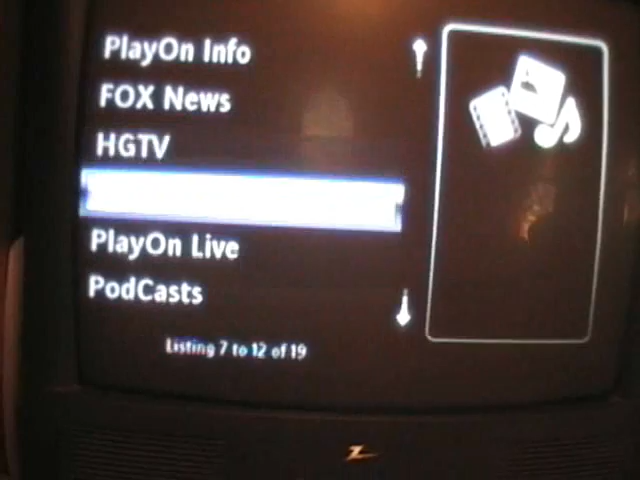 PlayOn Info
FOX News
HGTV
PlayOn Live
PodCasts
Listing 7 to 12 of 19